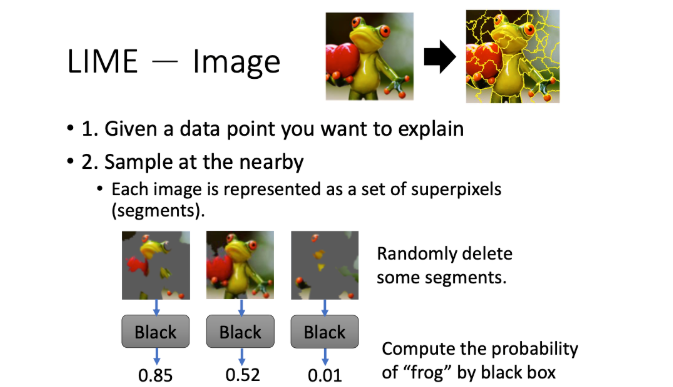 LIME — Image
• 1. Given a data point you want to explain
• 2. Sample at the nearby
• Each image is represented as a set of superpixels
(segments).
Randomly delete
some segments.
Black
Black
Black
0.85
0.52
0.01
Compute the probability
of “frog” by black box